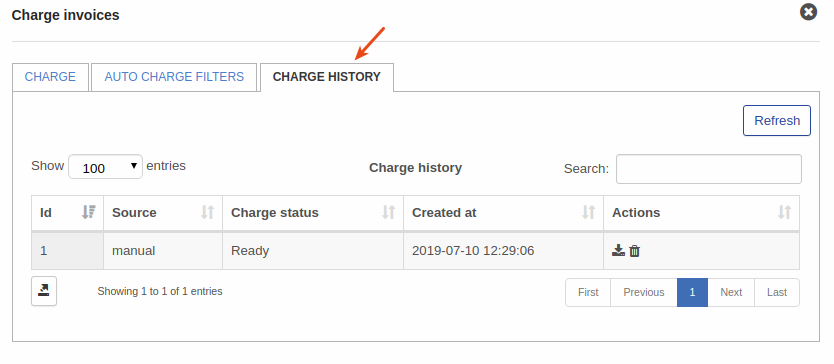 Charge invoices
CHARGE AUTO CHARGE FILTERS CHARGE HISTORY
Refresh
Show 100 entries Charge history Search:
Id Source Charge status Created at Actions
1 manual Ready 2019-07-10 12:29:06
Showing 1 to 1 of 1 entries First Previous 1 Next Last